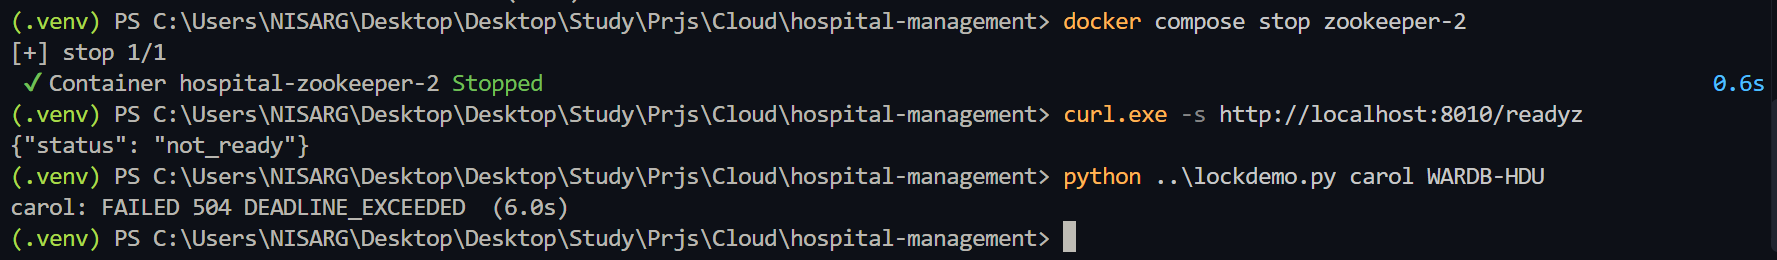 (.venv) PS C:\Users\NISARG\Desktop\Desktop\Study\Prjs\Cloud\hospital-management> docker compose stop zookeeper-2
[+] stop 1/1
✓ Container hospital-zookeeper-2 Stopped 0.6s
(.venv) PS C:\Users\NISARG\Desktop\Desktop\Study\Prjs\Cloud\hospital-management> curl.exe -s http://localhost:8010/readyz
{"status": "not_ready"}
(.venv) PS C:\Users\NISARG\Desktop\Desktop\Study\Prjs\Cloud\hospital-management> python ..\lockdemo.py carol WARDB-HDU
carol: FAILED 504 DEADLINE_EXCEEDED  (6.0s)
(.venv) PS C:\Users\NISARG\Desktop\Desktop\Study\Prjs\Cloud\hospital-management>